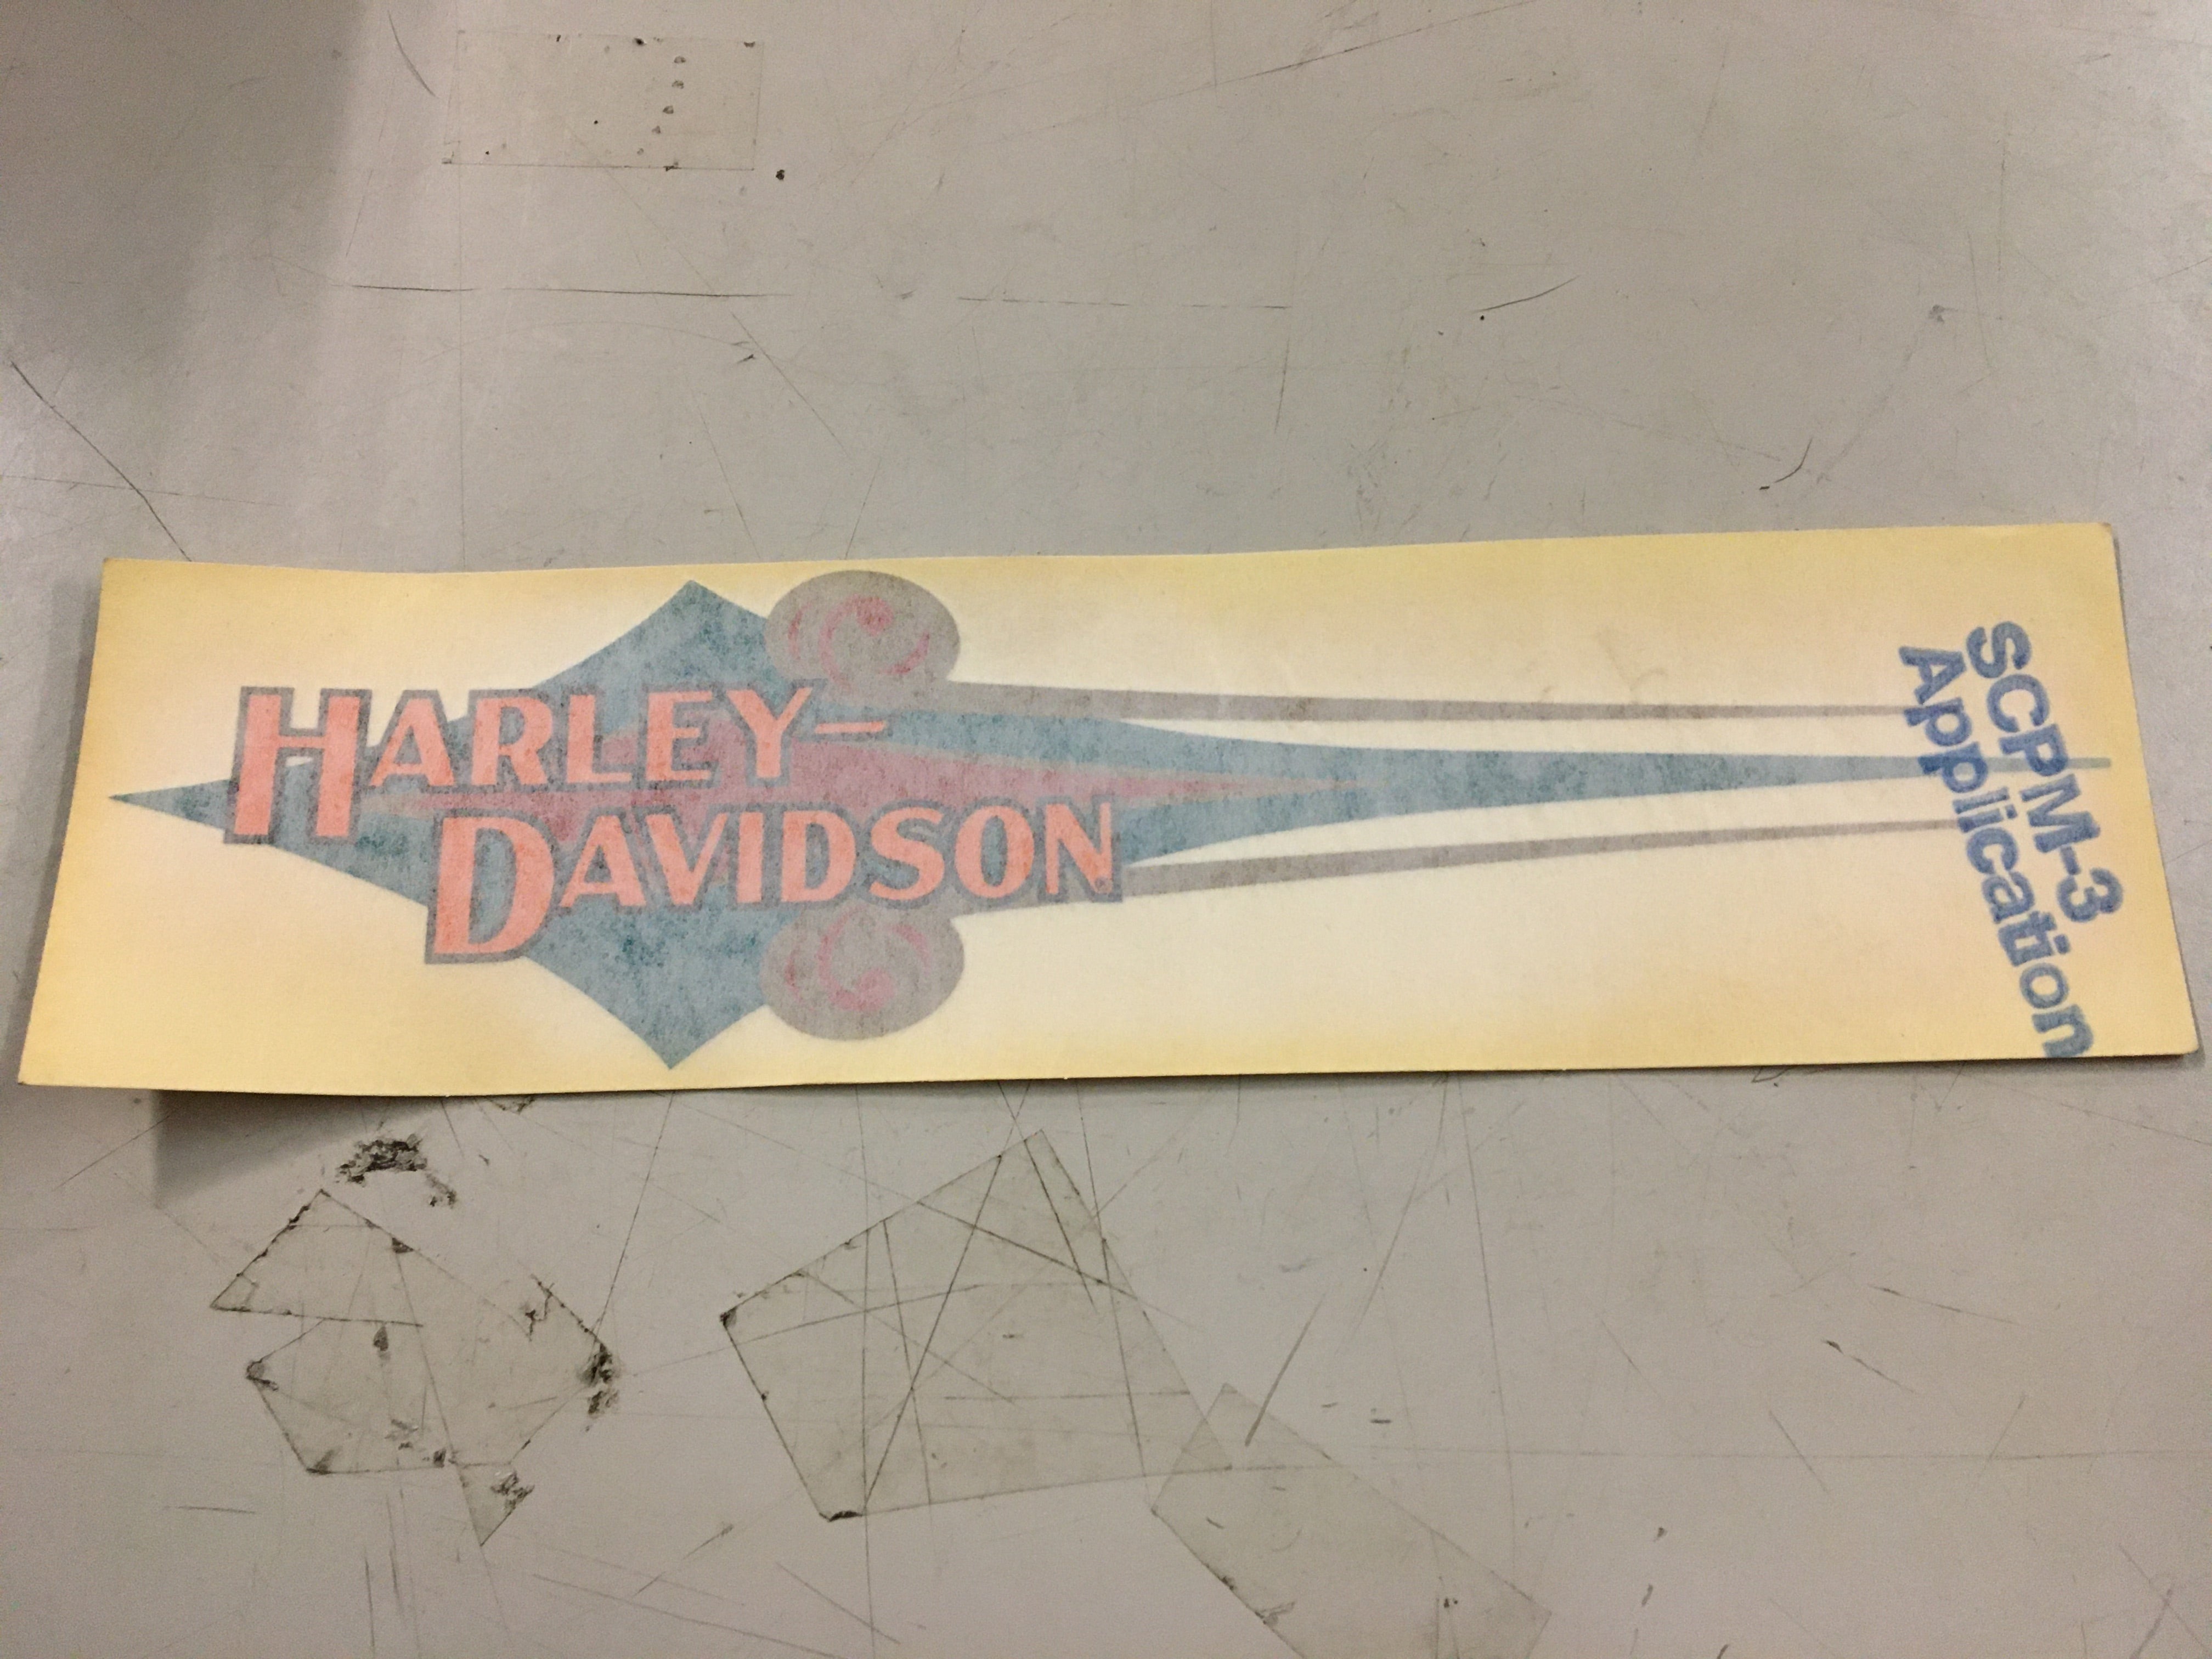 HARLEY-
DAVIDSON
SCPM-3
Application